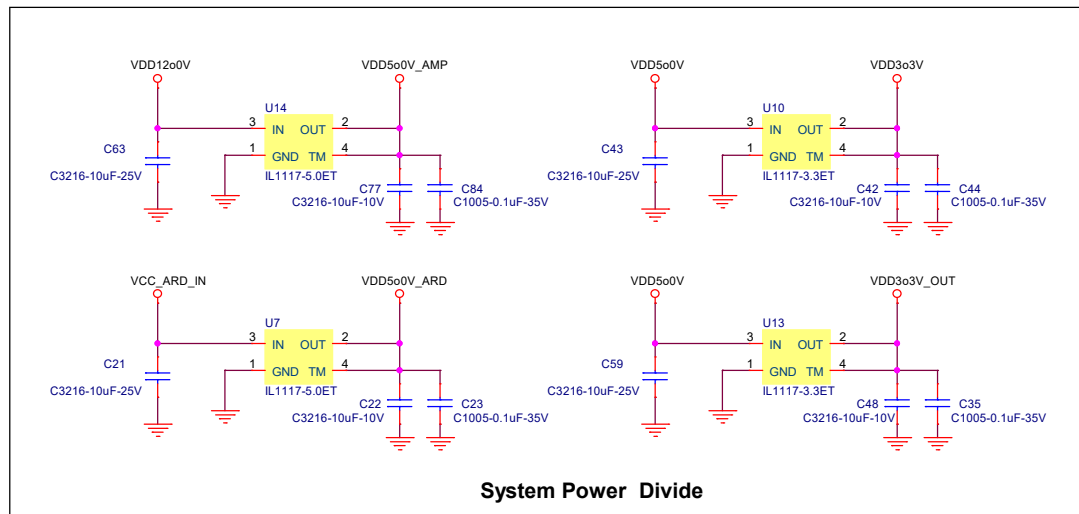 VDD12o0V
VDD5o0V_AMP
U14
3 IN OUT 2
1 GND TM 4
IL1117-5.0ET
C63
C3216-10uF-25V
C77
C3216-10uF-10V
C84
C1005-0.1uF-35V
VDD5o0V
VDD3o3V
U10
3 IN OUT 2
1 GND TM 4
IL1117-3.3ET
C43
C3216-10uF-25V
C42
C3216-10uF-10V
C44
C1005-0.1uF-35V
VCC_ARD_IN
VDD5o0V_ARD
U7
3 IN OUT 2
1 GND TM 4
IL1117-5.0ET
C21
C3216-10uF-25V
C22
C3216-10uF-10V
C23
C1005-0.1uF-35V
VDD5o0V
VDD3o3V_OUT
U13
3 IN OUT 2
1 GND TM 4
IL1117-3.3ET
C59
C3216-10uF-25V
C48
C3216-10uF-10V
C35
C1005-0.1uF-35V
System Power Divide